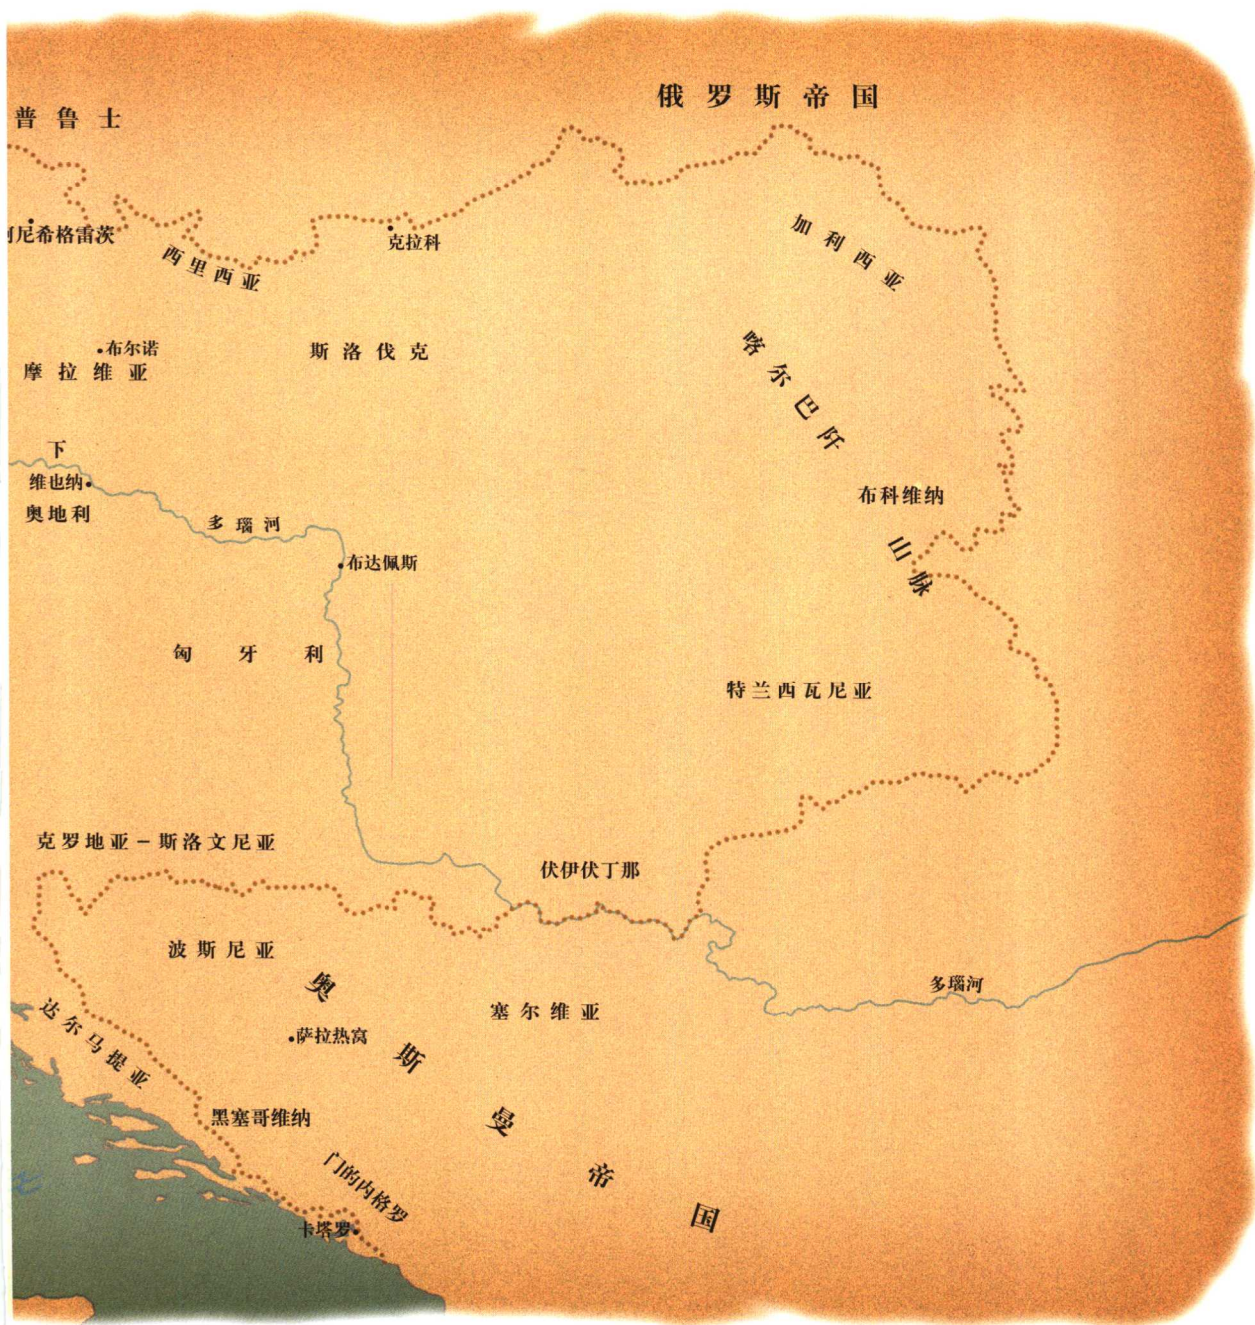 俄罗斯帝国
普鲁士
加利西亚
尼希格雷茨
克拉科
西里西亚
喀尔巴阡
布尔诺
斯洛伐克
摩拉维亚
下
维也纳
奥地利
布科维纳
多瑙河
山脉
布达佩斯
匈牙利
特兰西瓦尼亚
克罗地亚－斯洛文尼亚
伏伊伏丁那
波斯尼亚
奥斯曼帝国
多瑙河
塞尔维亚
达尔马提亚
萨拉热窝
黑塞哥维纳
门的内格罗
卡塔罗